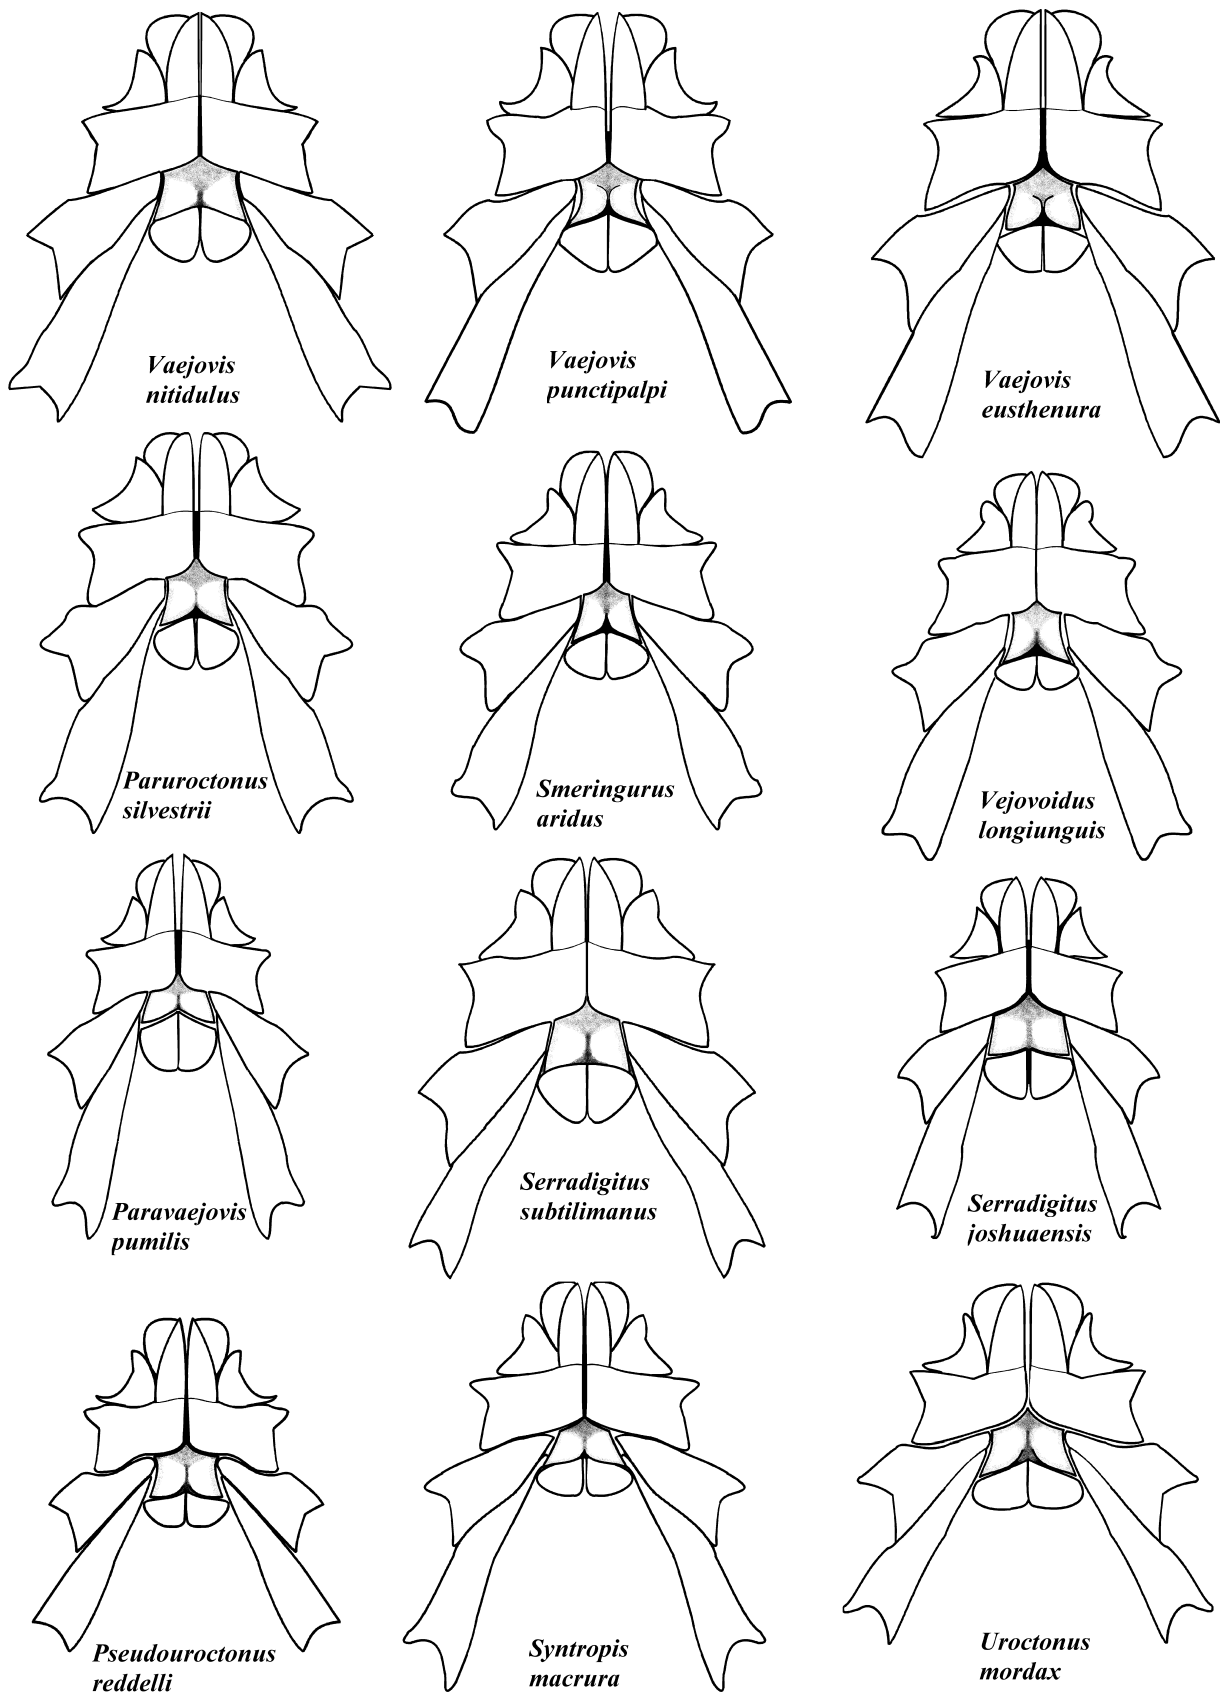 Vaejovis
nitidulus
Vaejovis
punctipalpi
Vaejovis
eusthenura
Paruroctonus
silvestrii
Smeringurus
aridus
Vejovoidus
longiunguis
Paravaejovis
pumilis
Serradigitus
subtilimanus
Serradigitus
joshuaensis
Pseudouroctonus
reddelli
Syntropis
macrura
Uroctonus
mordax